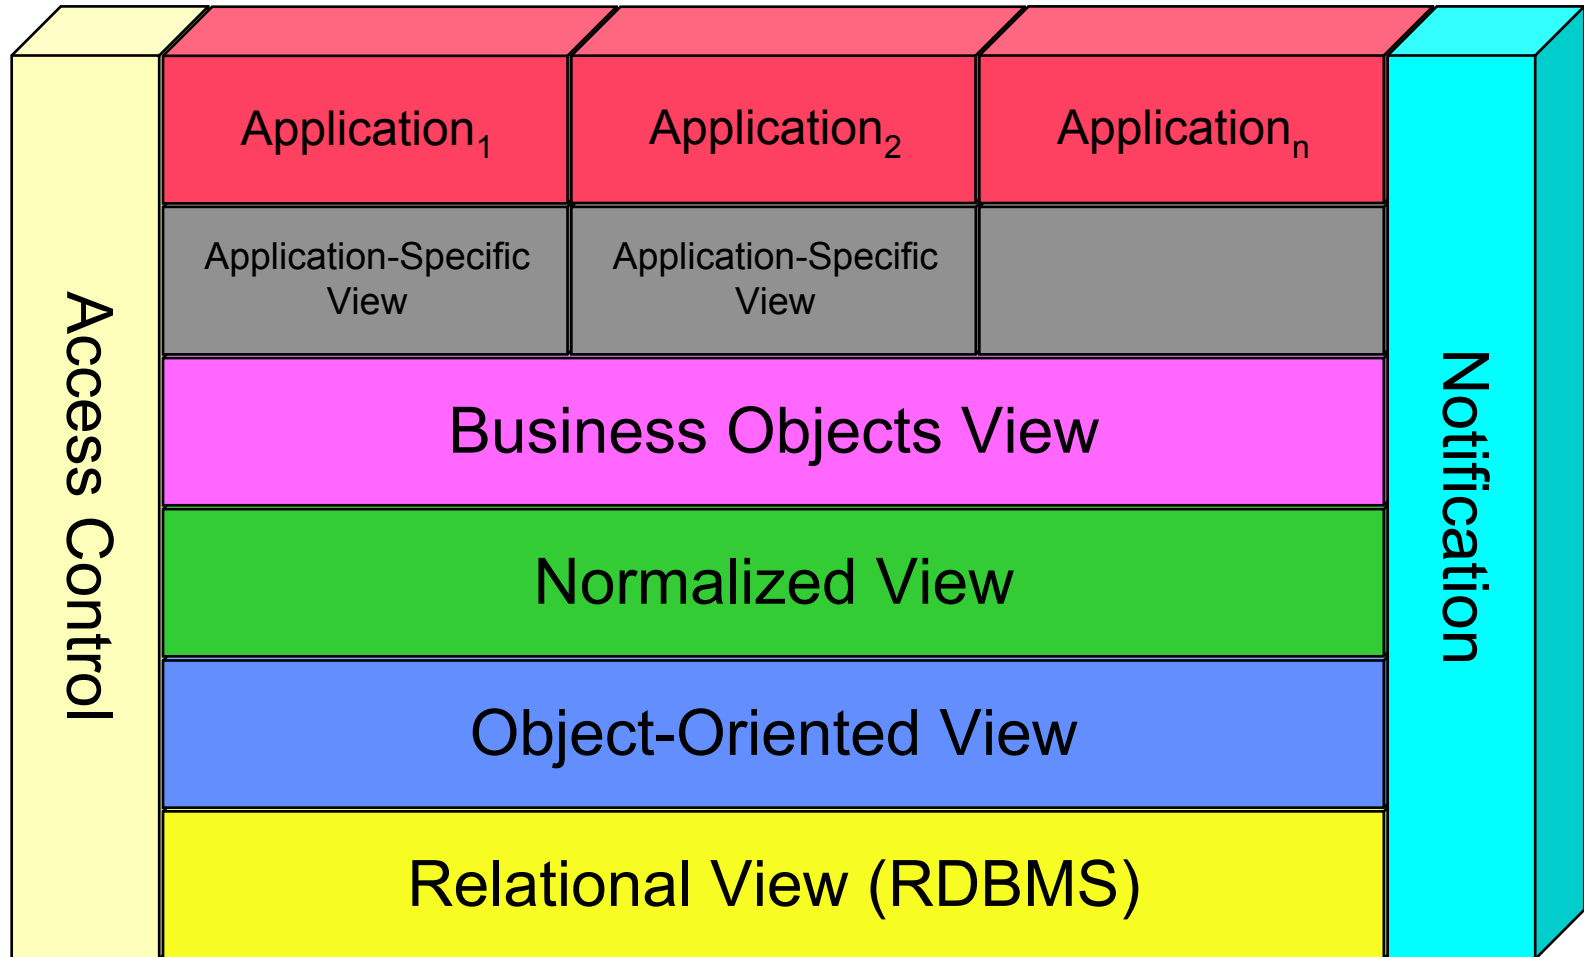 Access Control
Application₁
Application₂
Applicationₙ
Application-Specific
View
Application-Specific
View
Business Objects View
Normalized View
Object-Oriented View
Relational View (RDBMS)
Notification